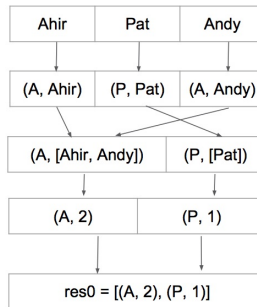 Ahir Pat Andy
(A, Ahir) (P, Pat) (A, Andy)
(A, [Ahir, Andy]) (P, [Pat])
(A, 2) (P, 1)
res0 = [(A, 2), (P, 1)]